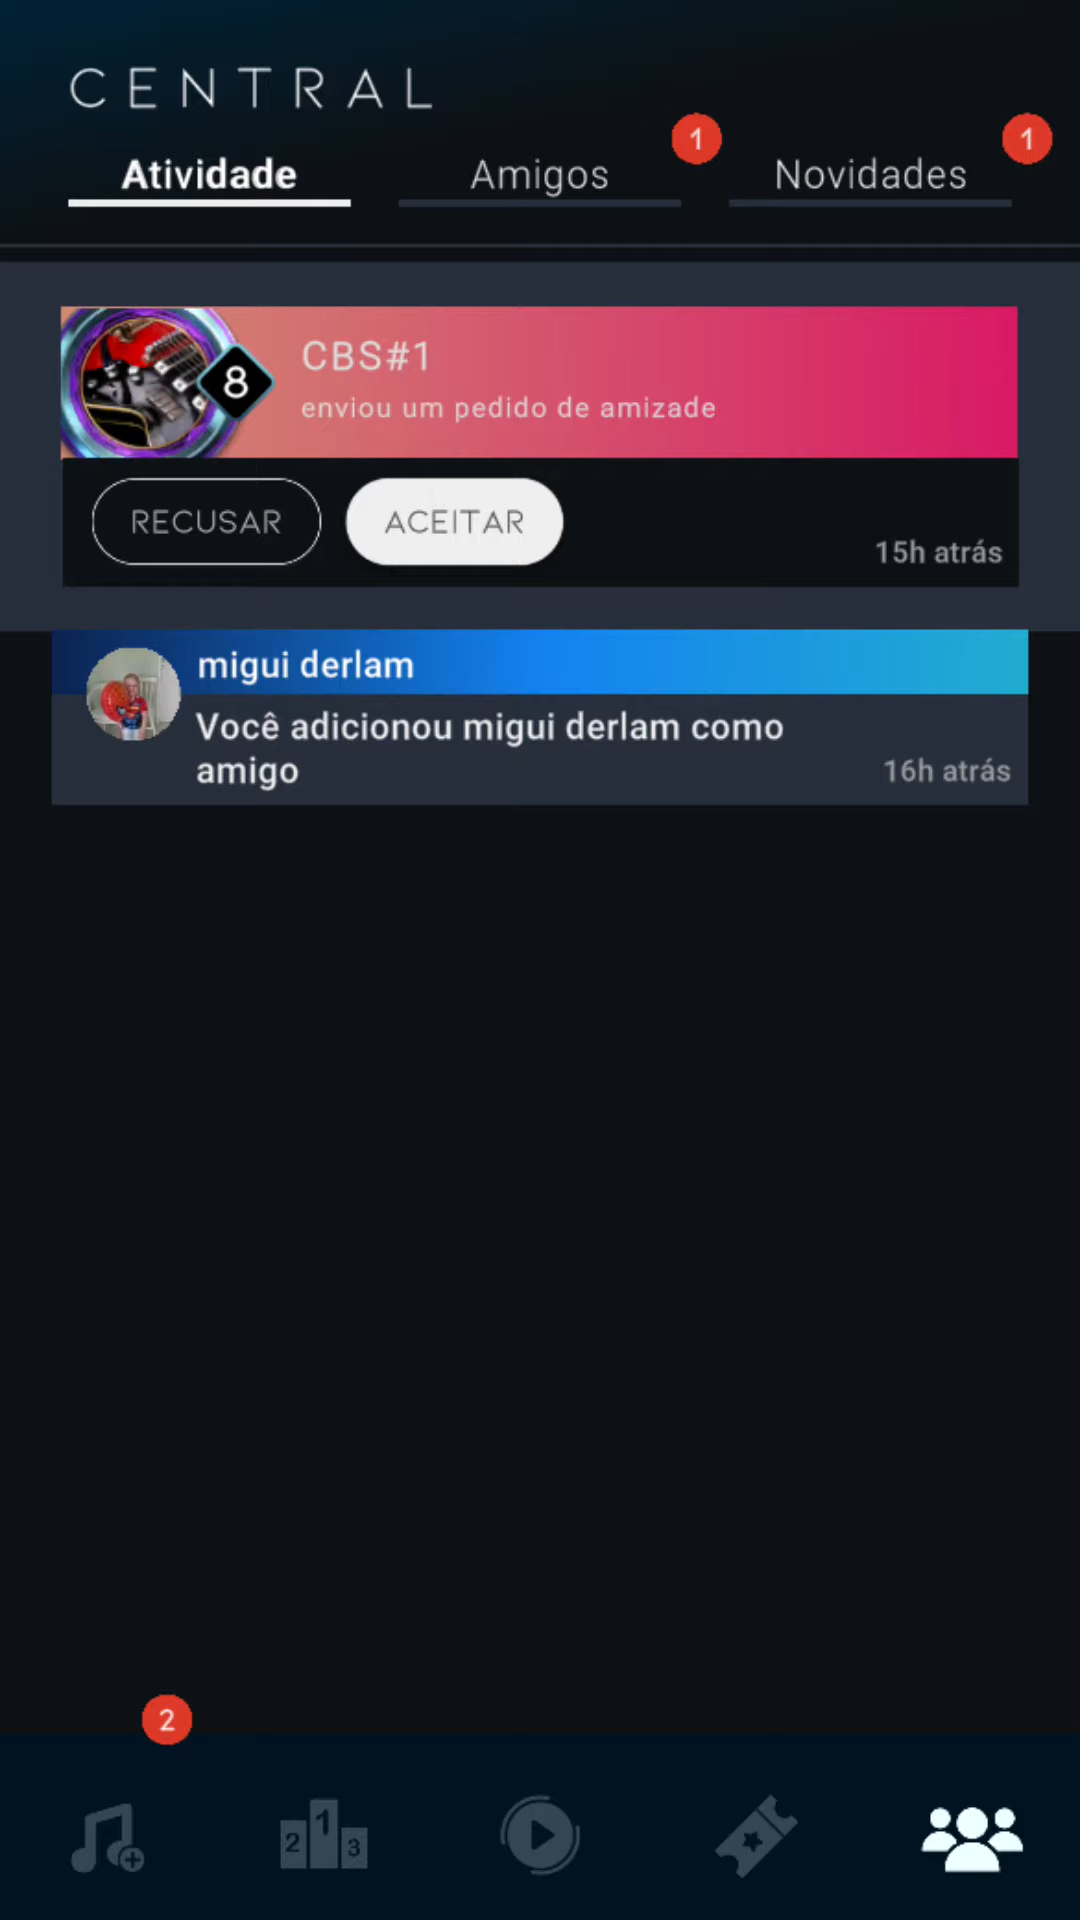 CENTRAL
Atividade
Amigos
1
Novidades
1
8
CBS#1
enviou um pedido de amizade
RECUSAR
ACEITAR
15h atrás
migui derlam
Você adicionou migui derlam como
amigo
16h atrás
2
2
1
3